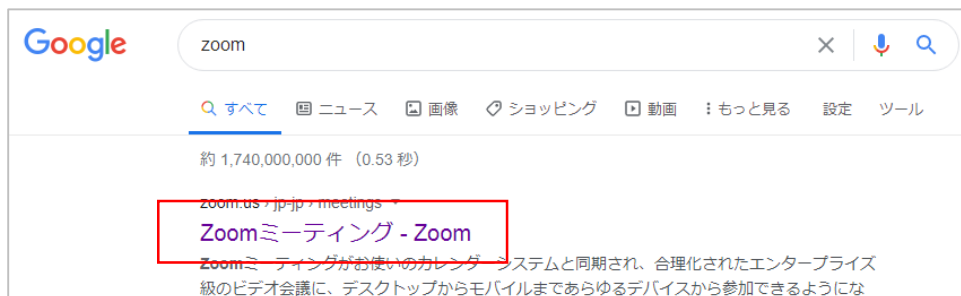 Google
zoom
すべて ニュース 画像 ショッピング 動画 もっと見る 設定 ツール
約 1,740,000,000 件 （0.53 秒）
zoom.us › jp-jp › meetings
Zoomミーティング - Zoom
Zoomミーティングがお使いのカレンダーシステムと同期され、合理化されたエンタープライズ
級のビデオ会議に、デスクトップからモバイルまであらゆるデバイスから参加できるようにな